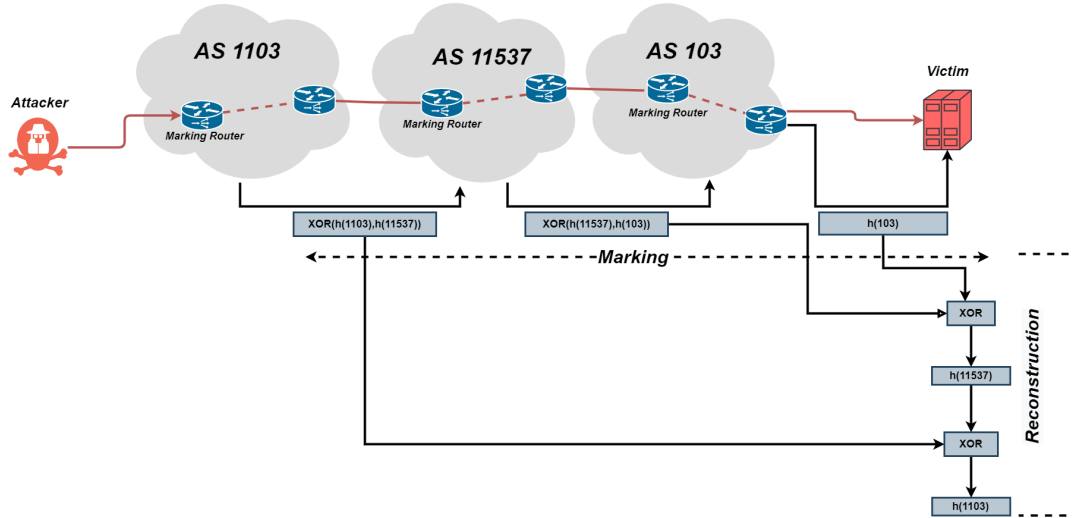 AS 1103
AS 11537
AS 103
Victim
Attacker
Marking Router
Marking Router
Marking Router
XOR(h(1103),h(11537))
XOR(h(11537),h(103))
h(103)
Marking
XOR
Reconstruction
h(11537)
XOR
h(1103)